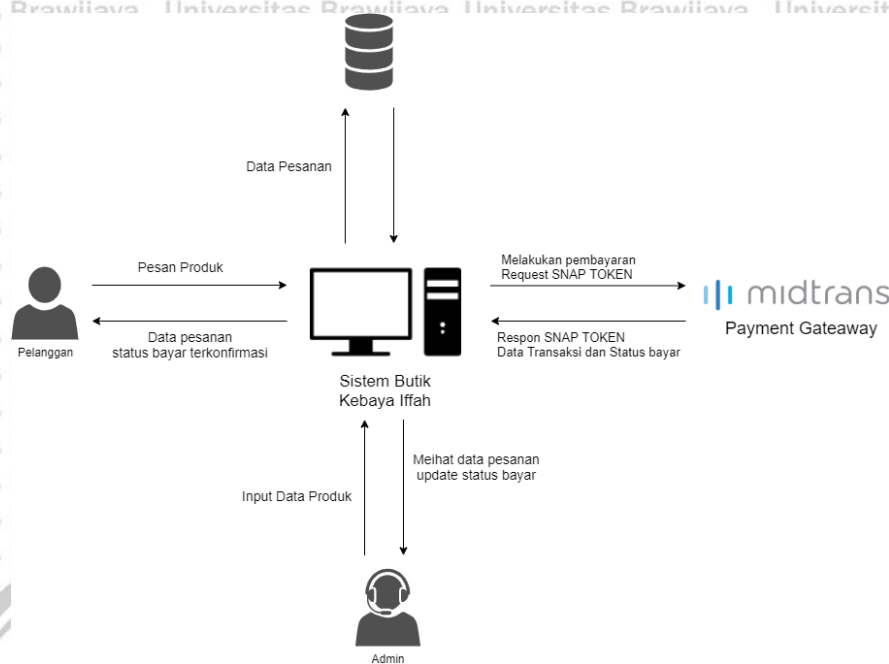 Brawijaya Universitas Brawijaya Universitas Brawijaya Universit
Data Pesanan
Pesan Produk
Melakukan pembayaran
Request SNAP TOKEN
midtrans
Payment Gateaway
Data pesanan
status bayar terkonfirmasi
Respon SNAP TOKEN
Data Transaksi dan Status bayar
Pelanggan
Sistem Butik
Kebaya Iffah
Meihat data pesanan
update status bayar
Input Data Produk
Admin